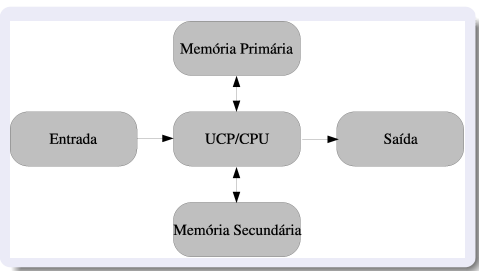 Memória Primária
Entrada
UCP/CPU
Saída
Memória Secundária